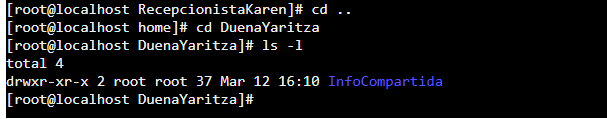 [root@localhost RecepcionistaKaren]# cd ..
[root@localhost home]# cd DuenaYaritza
[root@localhost DuenaYaritza]# ls -l
total 4
drwxr-xr-x 2 root root 37 Mar 12 16:10 InfoCompartida
[root@localhost DuenaYaritza]#